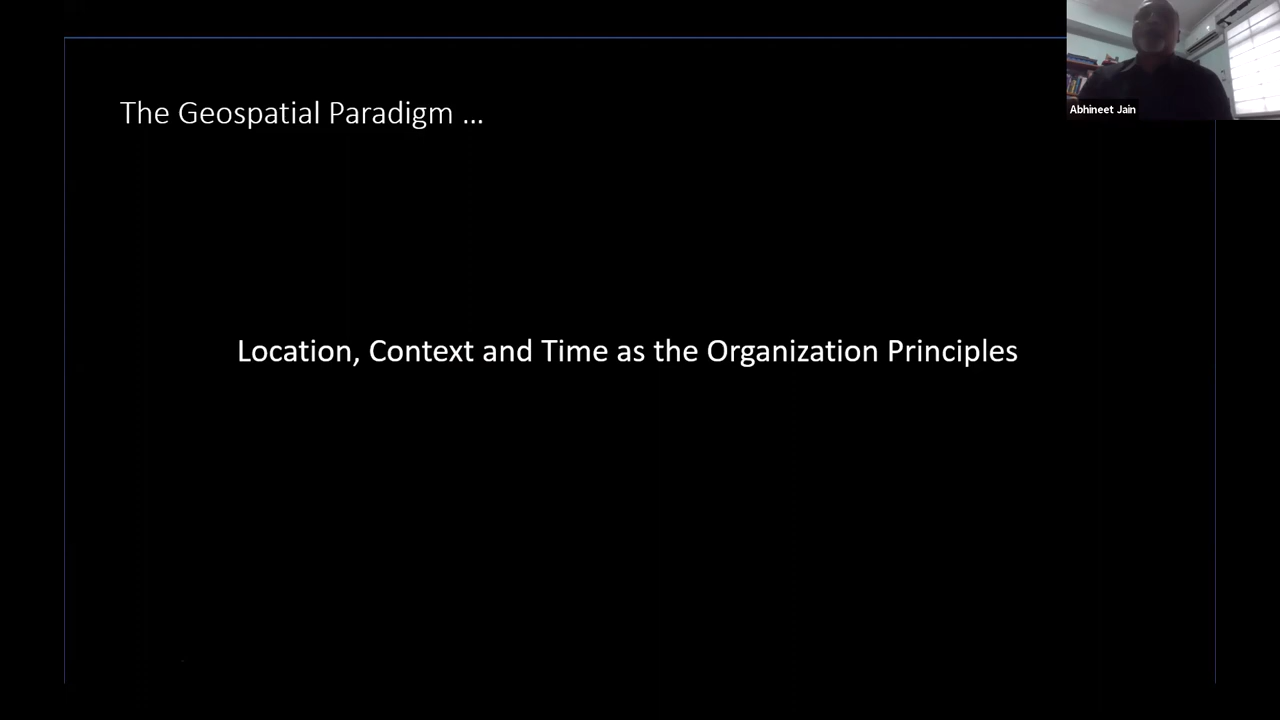 The Geospatial Paradigm ...
Abhineet Jain
Location, Context and Time as the Organization Principles